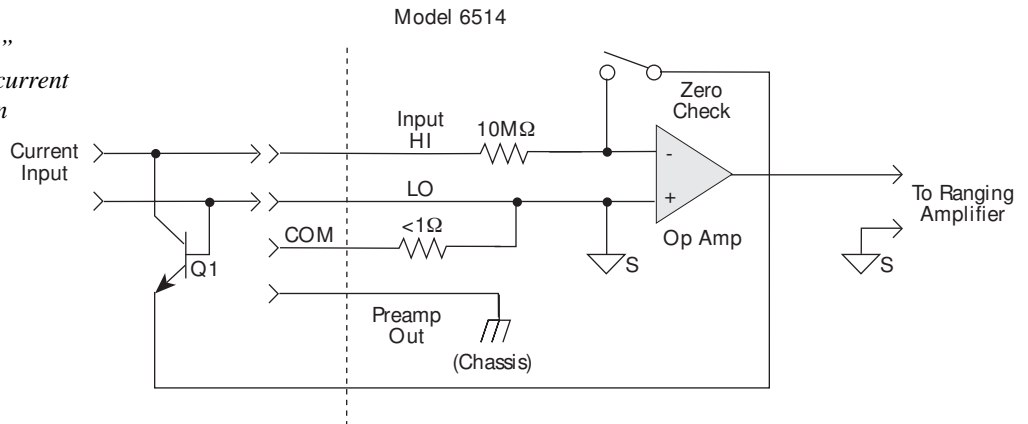 Model 6514
”
current
n
Zero
Check
Input
HI
10MΩ
Current
Input
-
LO
+
To Ranging
Amplifier
<1Ω
COM
Op Amp
S
S
Q1
Preamp
Out
(Chassis)